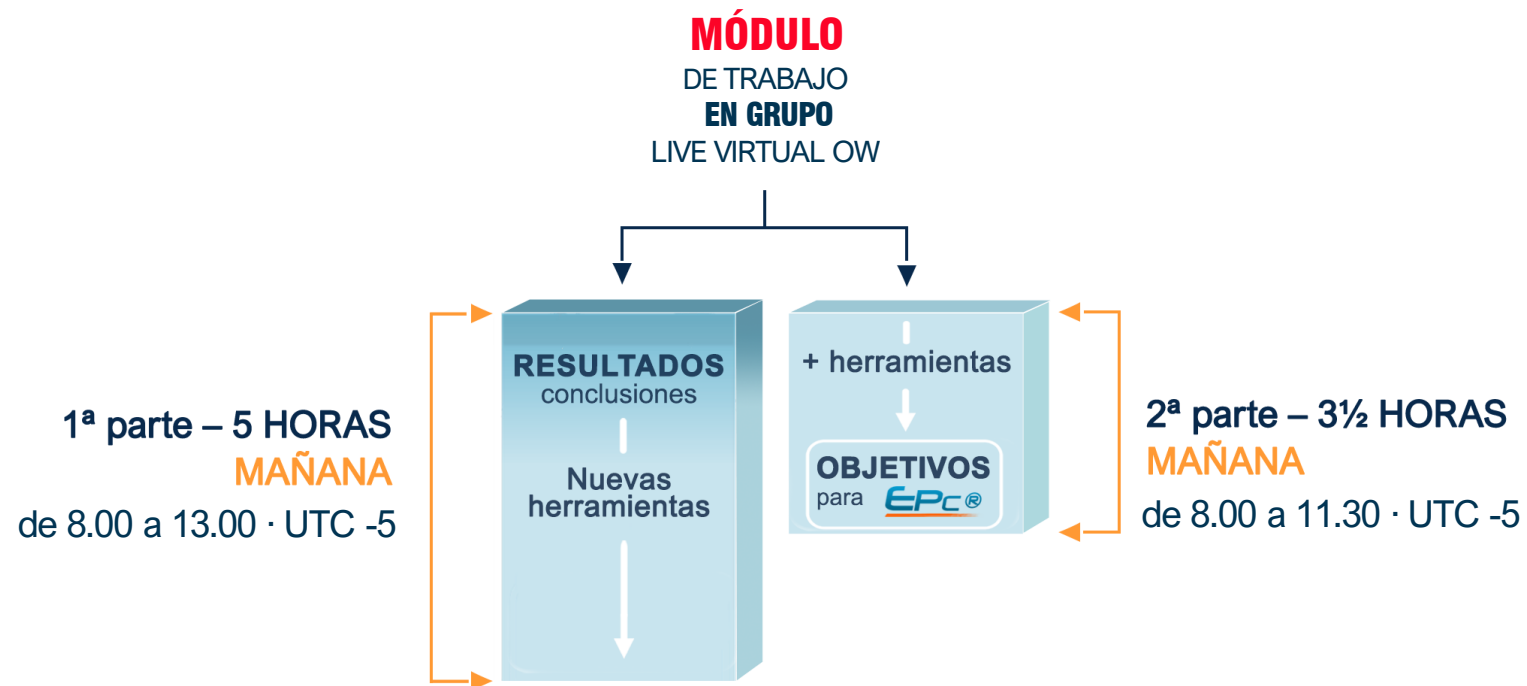 MÓDULO
DE TRABAJO
EN GRUPO
LIVE VIRTUAL OW
1ª parte – 5 HORAS
MAÑANA
de 8.00 a 13.00 · UTC -5
RESULTADOS
conclusiones
Nuevas
herramientas
+ herramientas
OBJETIVOS
para EPc®
2ª parte – 3½ HORAS
MAÑANA
de 8.00 a 11.30 · UTC -5